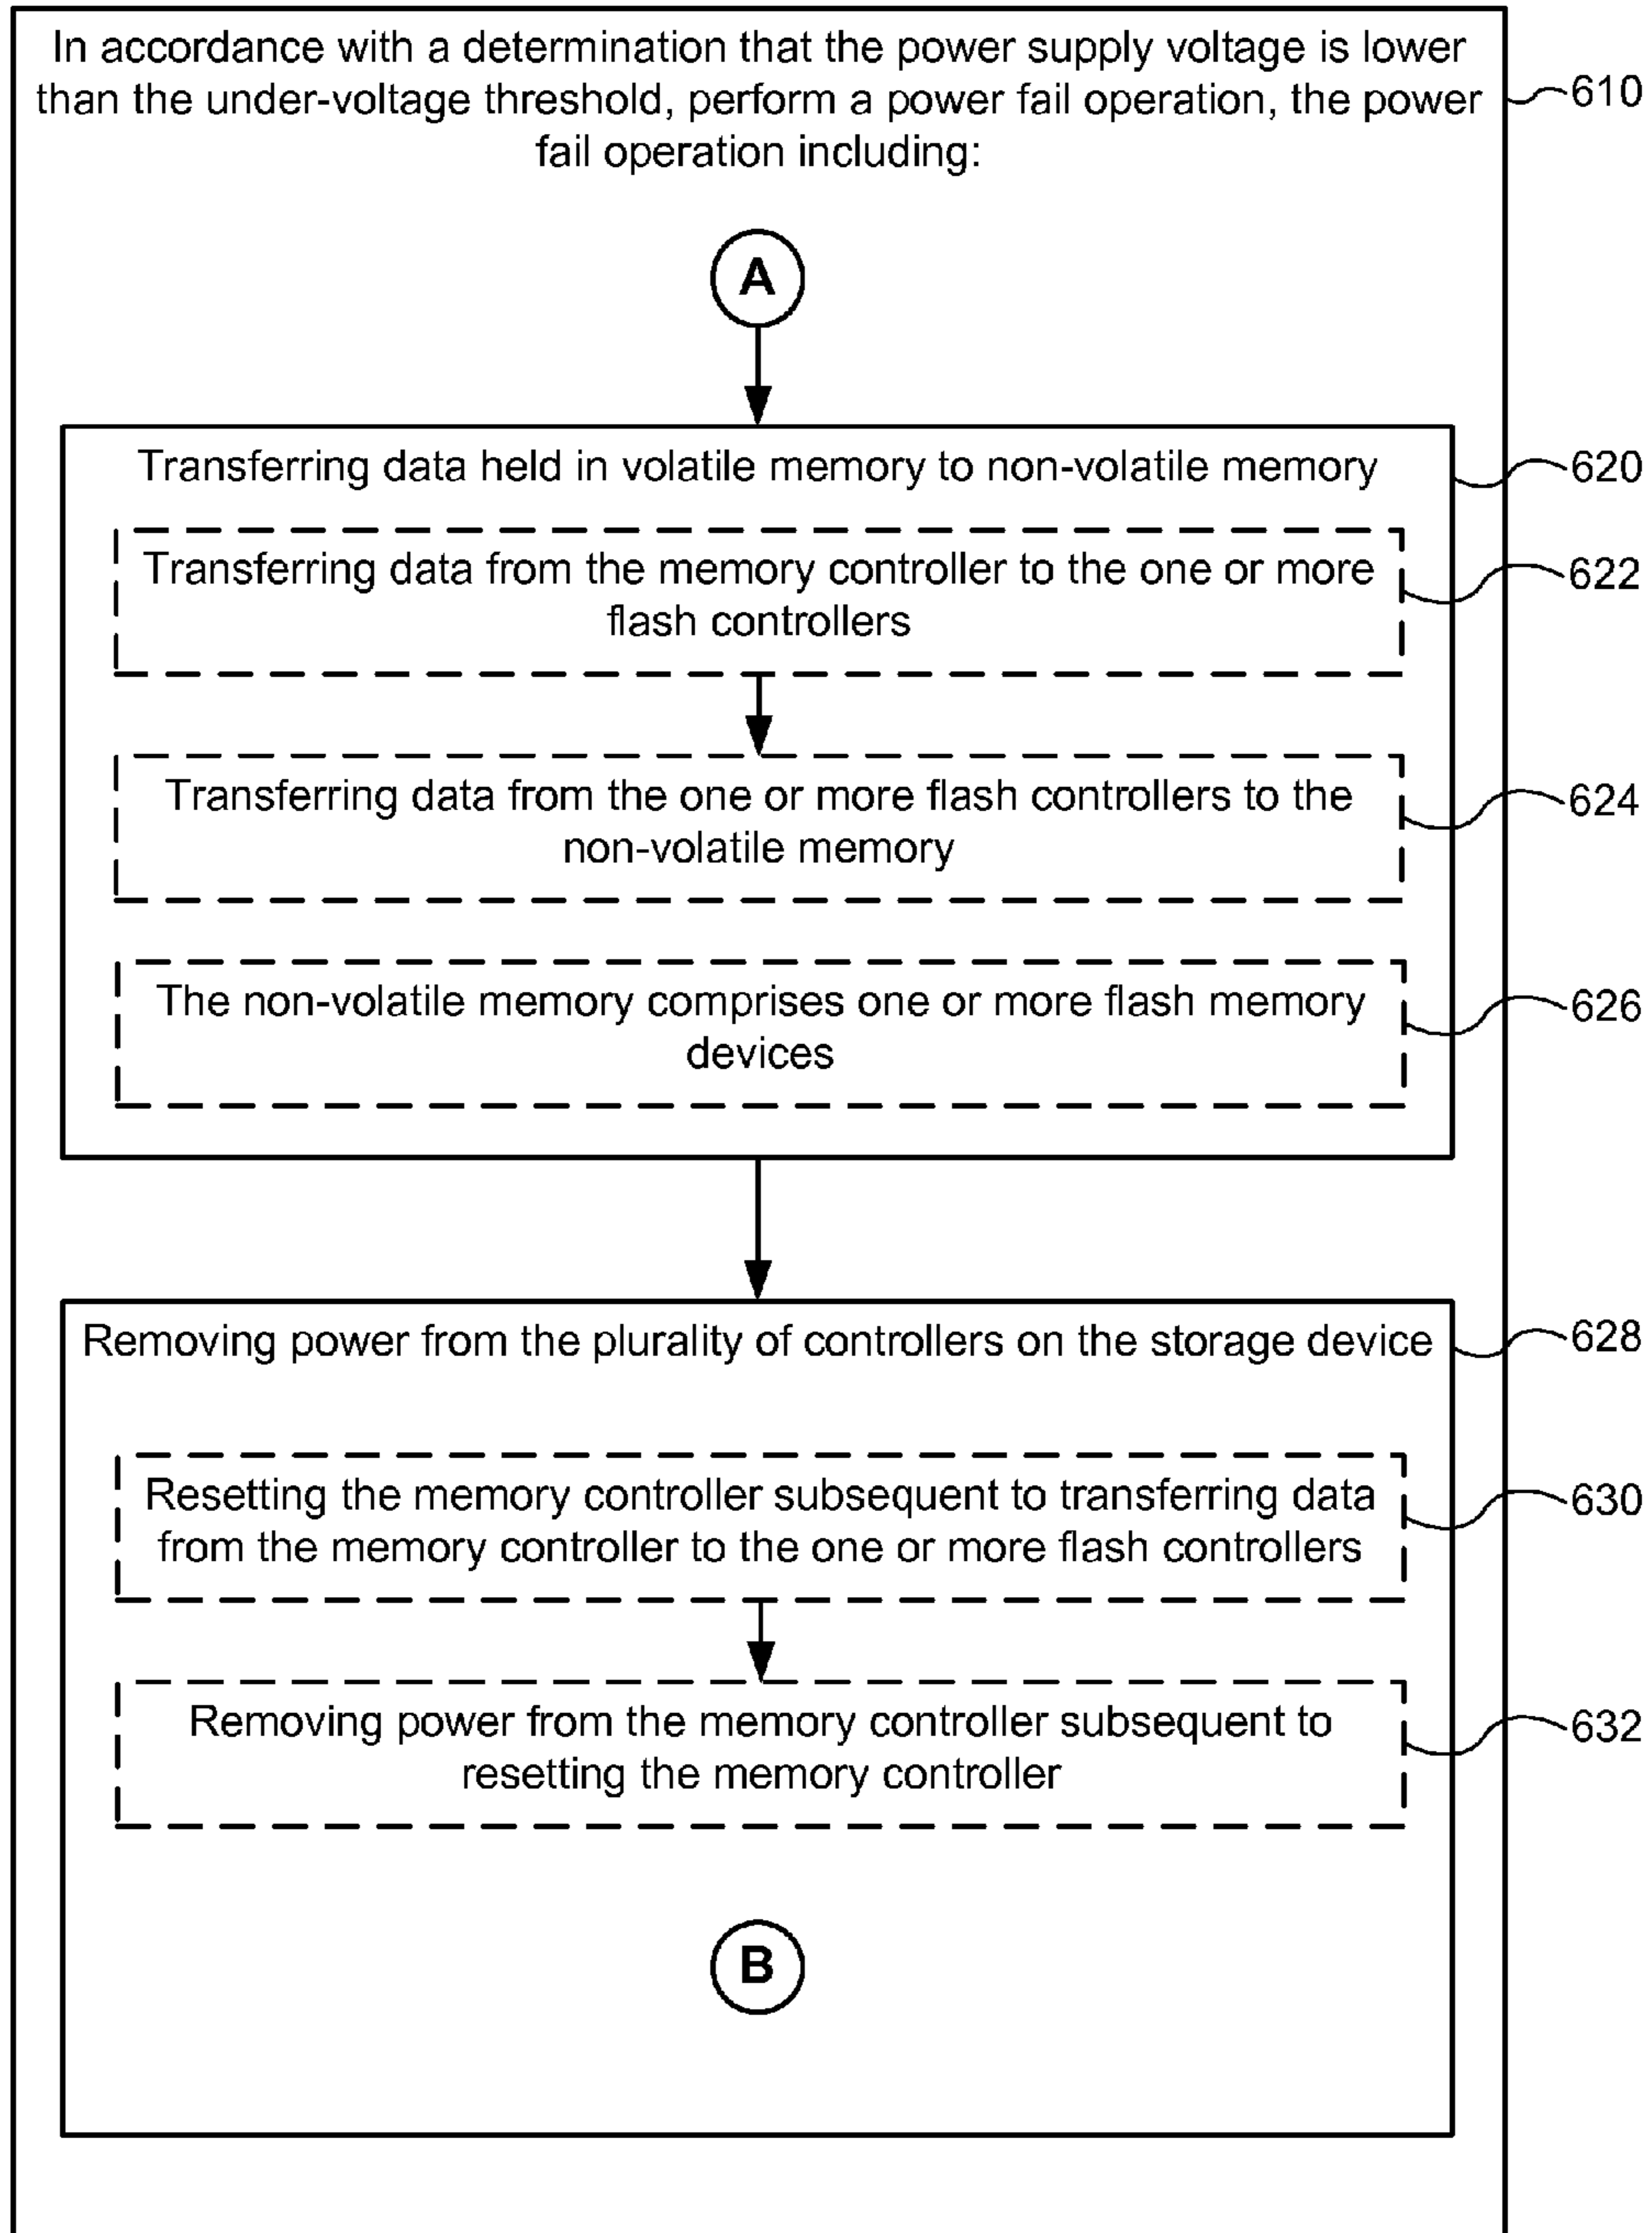 In accordance with a determination that the power supply voltage is lower
than the under-voltage threshold, perform a power fail operation, the power
fail operation including:
610
A
Transferring data held in volatile memory to non-volatile memory
620
Transferring data from the memory controller to the one or more
flash controllers
622
Transferring data from the one or more flash controllers to the
non-volatile memory
624
The non-volatile memory comprises one or more flash memory
devices
626
Removing power from the plurality of controllers on the storage device
628
Resetting the memory controller subsequent to transferring data
from the memory controller to the one or more flash controllers
630
Removing power from the memory controller subsequent to
resetting the memory controller
632
B